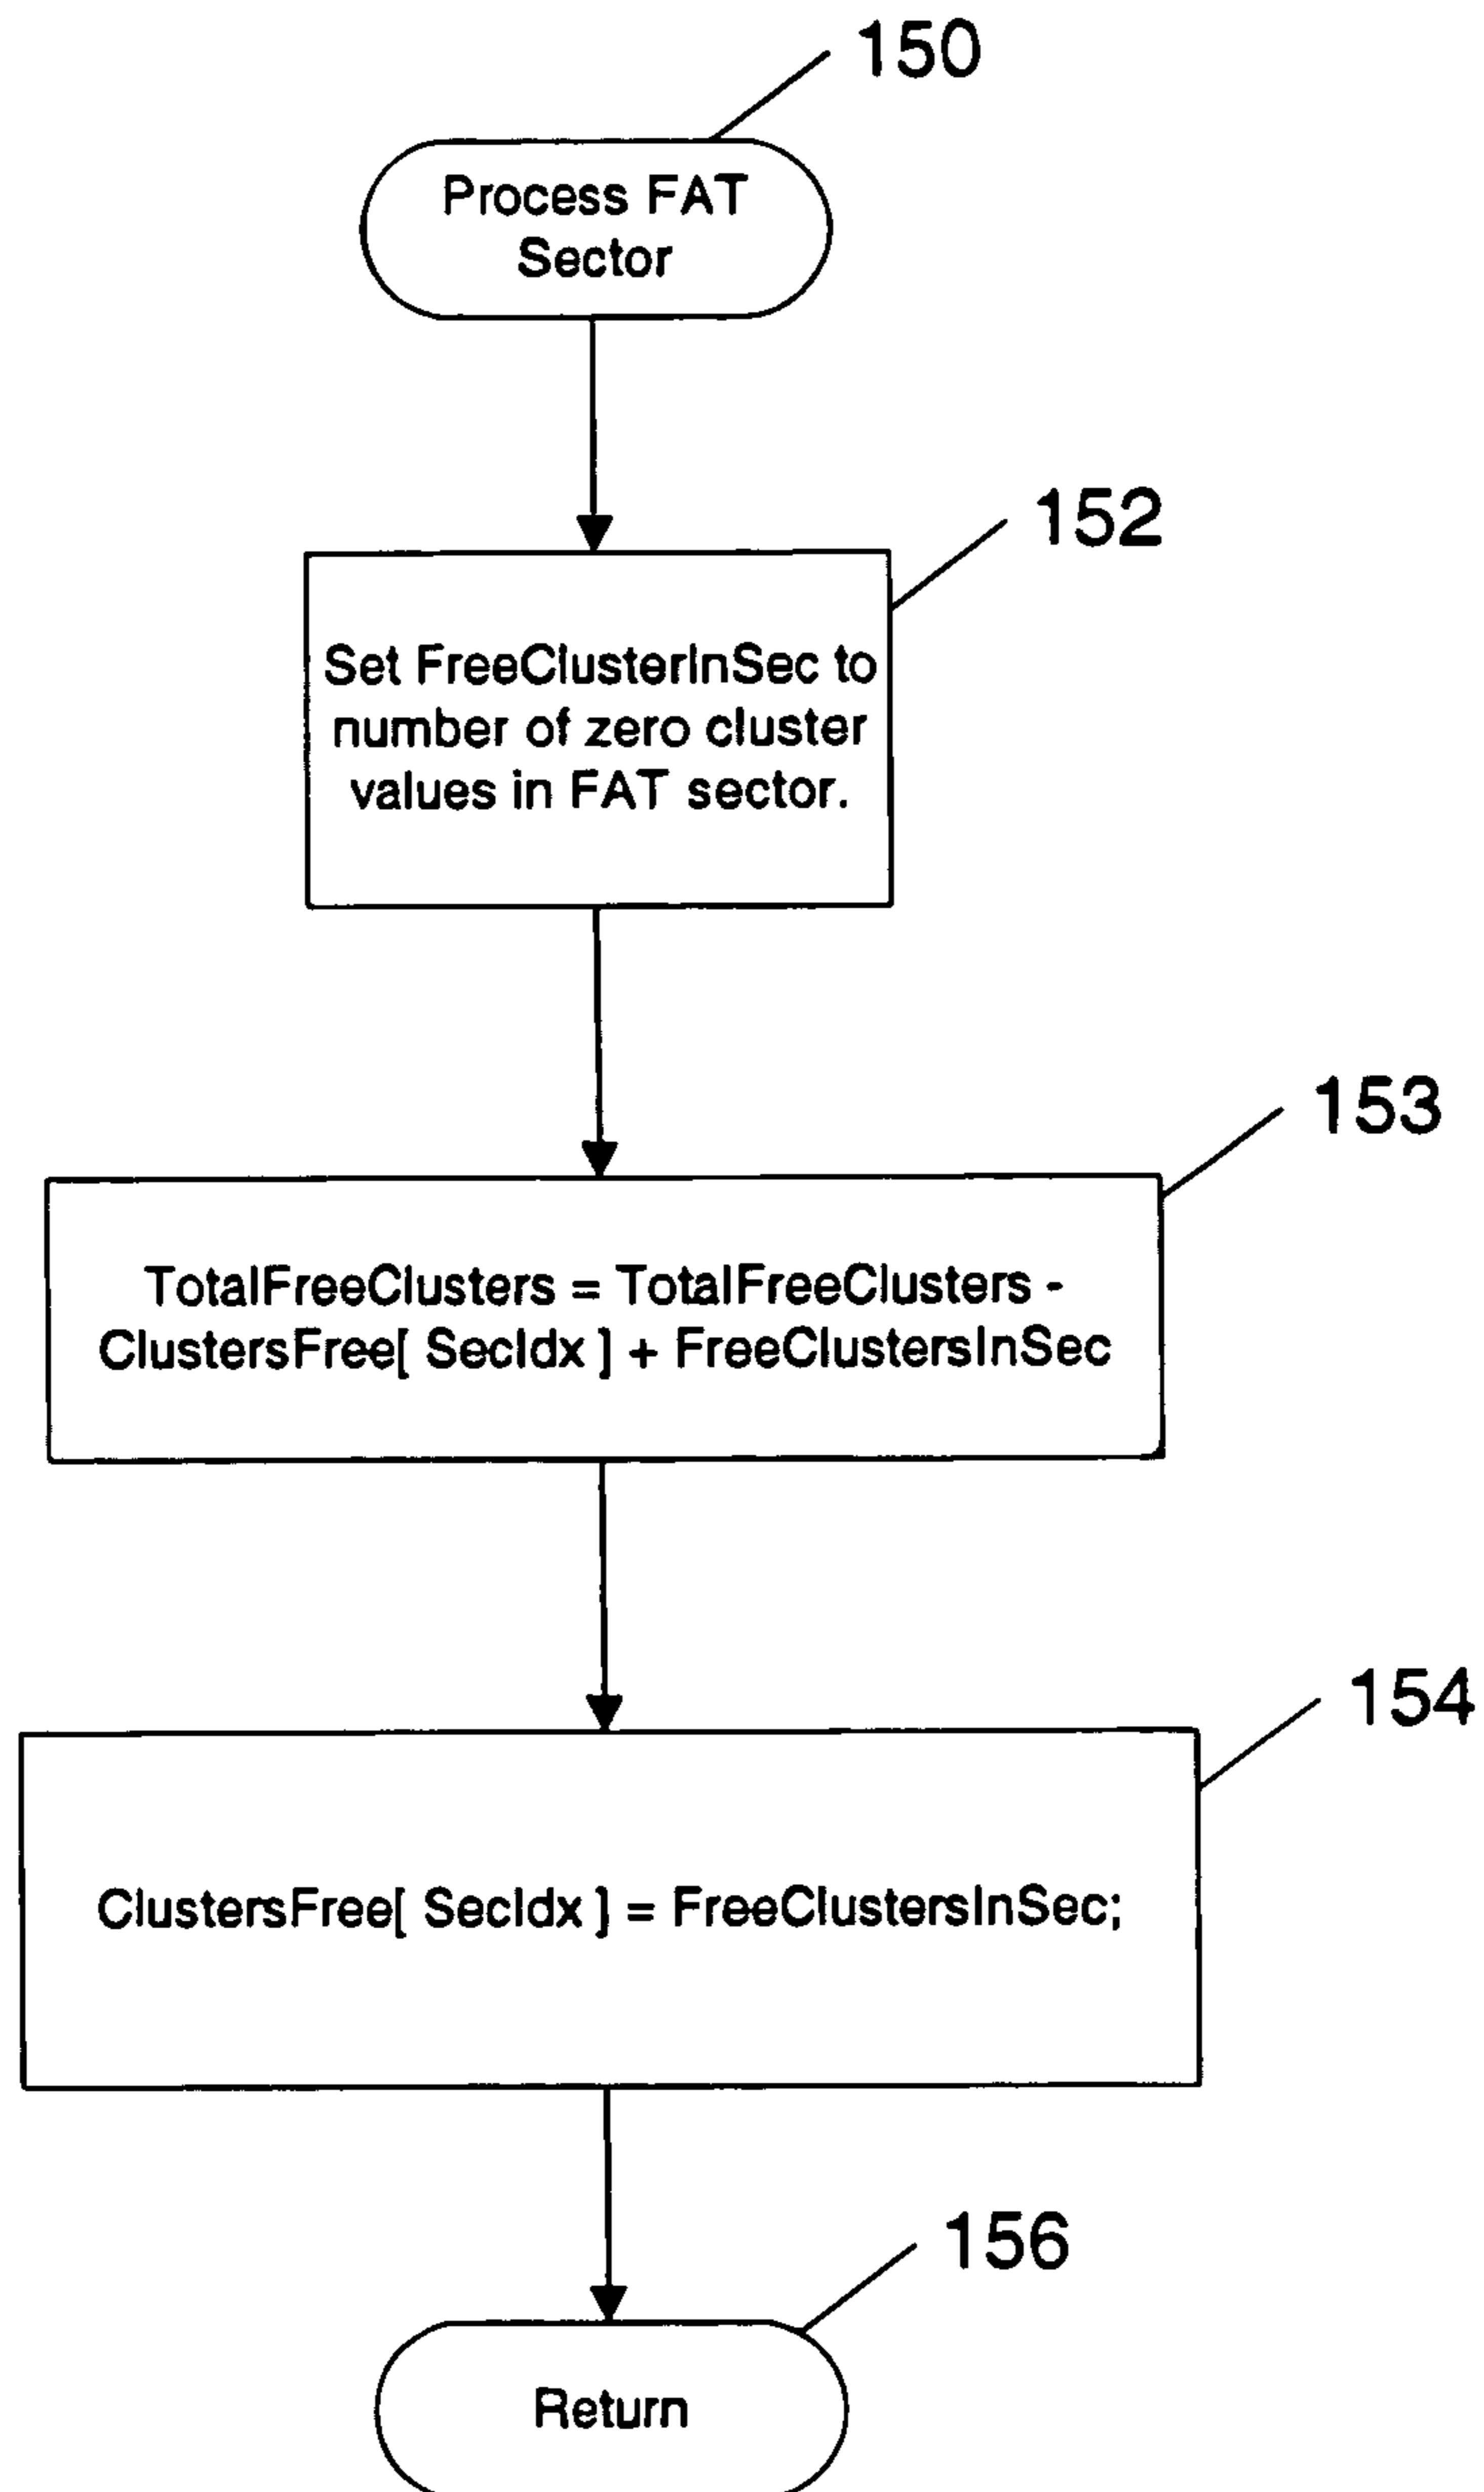 150
Process FAT
Sector
152
Set FreeClusterInSec to
number of zero cluster
values in FAT sector.
153
TotalFreeClusters = TotalFreeClusters -
ClustersFree[ SecIdx ] + FreeClustersInSec
154
ClustersFree[ SecIdx ] = FreeClustersInSec;
156
Return